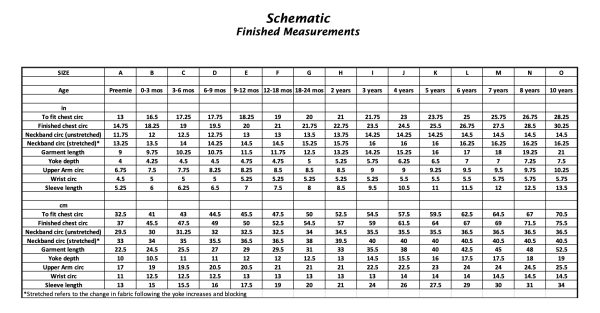 Schematic
Finished Measurements
SIZE A B C D E F G H I J K L M N O
Age Preemie 0-3 mos 3-6 mos 6-9 mos 9-12 mos 12-18 mos 18-24 mos 2 years 3 years 4 years 5 years 6 years 7 years 8 years 10 years
in
To fit chest circ 13 16.5 17.25 17.75 18.25 19 20 21 21.75 23 23.75 25 25.75 26.75 28.25
Finished chest circ 14.75 18.25 19 19.5 20 21 21.75 22.75 23.5 24.5 25.5 26.75 27.5 28.5 30.25
Neckband circ (unstretched) 11.75 12 12.5 12.75 13 13 13.5 13.75 14.25 14.25 14.25 14.5 14.5 14.5 14.5
Neckband circ (stretched)* 13.25 13.5 14 14.25 14.5 14.5 15.25 15.75 16 16 16 16.25 16.25 16.25 16.25
Garment length 9 9.75 10.25 10.75 11.5 11.75 12.5 13.25 14.25 15 16 17 18 19.25 21
Yoke depth 4 4.25 4.5 4.5 4.75 4.75 5 5.25 5.75 6.25 6.5 7 7 7.25 7.5
Upper Arm circ 6.75 7.5 7.75 8.25 8.25 8.5 8.5 8.5 9 9 9.25 9.5 9.5 9.75 10.25
Wrist circ 4.5 5 5 5 5.25 5.25 5.25 5.25 5.25 5.5 5.5 5.5 5.75 5.75 5.75
Sleeve length 5.25 6 6.25 6.5 7 7.5 8 8.5 9.5 10.5 11 11.5 12 12.5 13.5
cm
To fit chest circ 32.5 41 43 44.5 45.5 47.5 50 52.5 54.5 57.5 59.5 62.5 64.5 67 70.5
Finished chest circ 37 45.5 47.5 49 50 52.5 54.5 57 59 61.5 64 67 69 71.5 75.5
Neckband circ (unstretched) 29.5 30 31.25 32 32.5 32.5 34 34.5 35.5 35.5 35.5 36.5 36.5 36.5 36.5
Neckband circ (stretched)* 33 34 35 35.5 36.5 36.5 38 39.5 40 40 40 40.5 40.5 40.5 40.5
Garment length 22.5 24.5 25.5 27 29 29.5 31 33 35.5 38 40 42.5 45 48 52.5
Yoke depth 10 10.5 11 11 12 12 12.5 13 14.5 15.5 16 17.5 17.5 18 19
Upper Arm circ 17 19 19.5 20.5 20.5 21 21 21 22.5 22.5 23 24 24 24.5 25.5
Wrist circ 11 12.5 12.5 12.5 13 13 13 13 13 14 14 14 14.5 14.5 14.5
Sleeve length 13 15 15.5 16 17.5 19 20 21 24 26 27.5 29 30 31 34
*Stretched refers to the change in fabric following the yoke increases and blocking